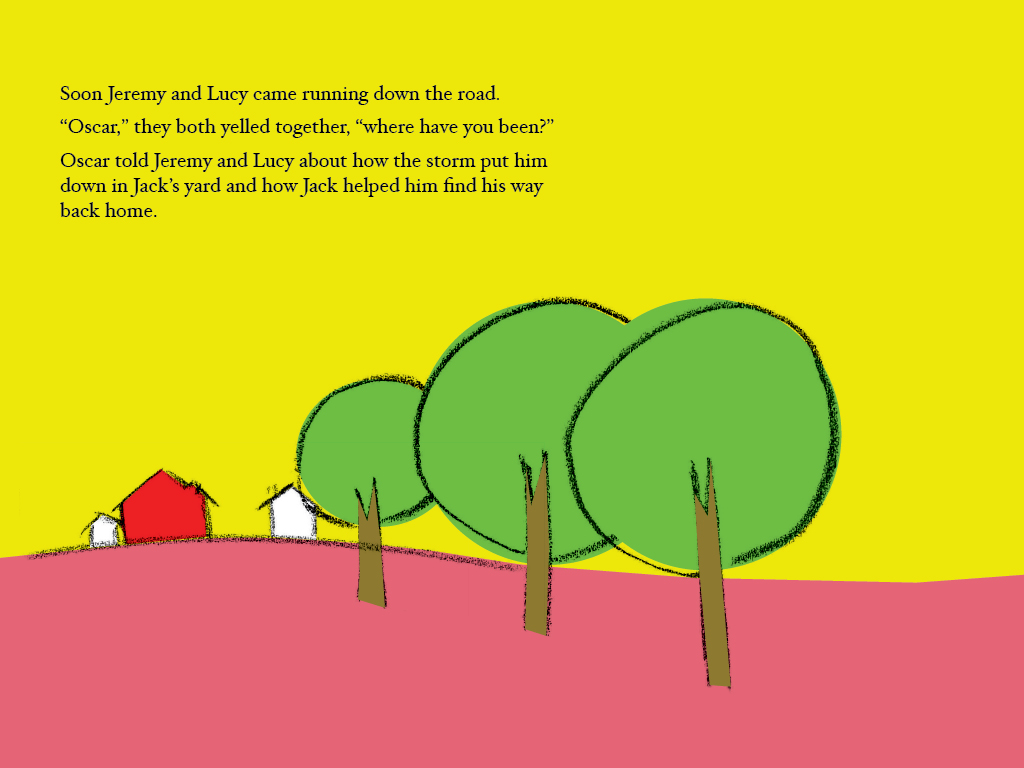 Soon Jeremy and Lucy came running down the road.
“Oscar,” they both yelled together, “where have you been?”
Oscar told Jeremy and Lucy about how the storm put him
down in Jack’s yard and how Jack helped him find his way
back home.